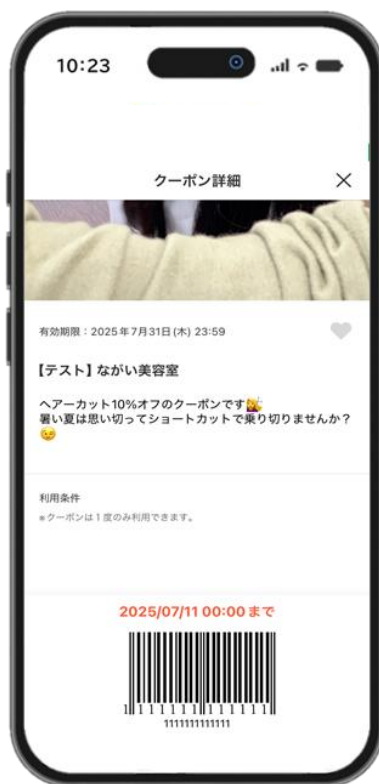 10:23
クーポン詳細
有効期限：2025年7月31日(木) 23:59
【テスト】ながい美容室
ヘアーカット10%オフのクーポンです💇
暑い夏は思い切ってショートカットで乗り切りませんか？
😉
利用条件
※クーポンは1度のみ利用できます。
2025/07/11 00:00まで
1 111111 111111
1111111111111